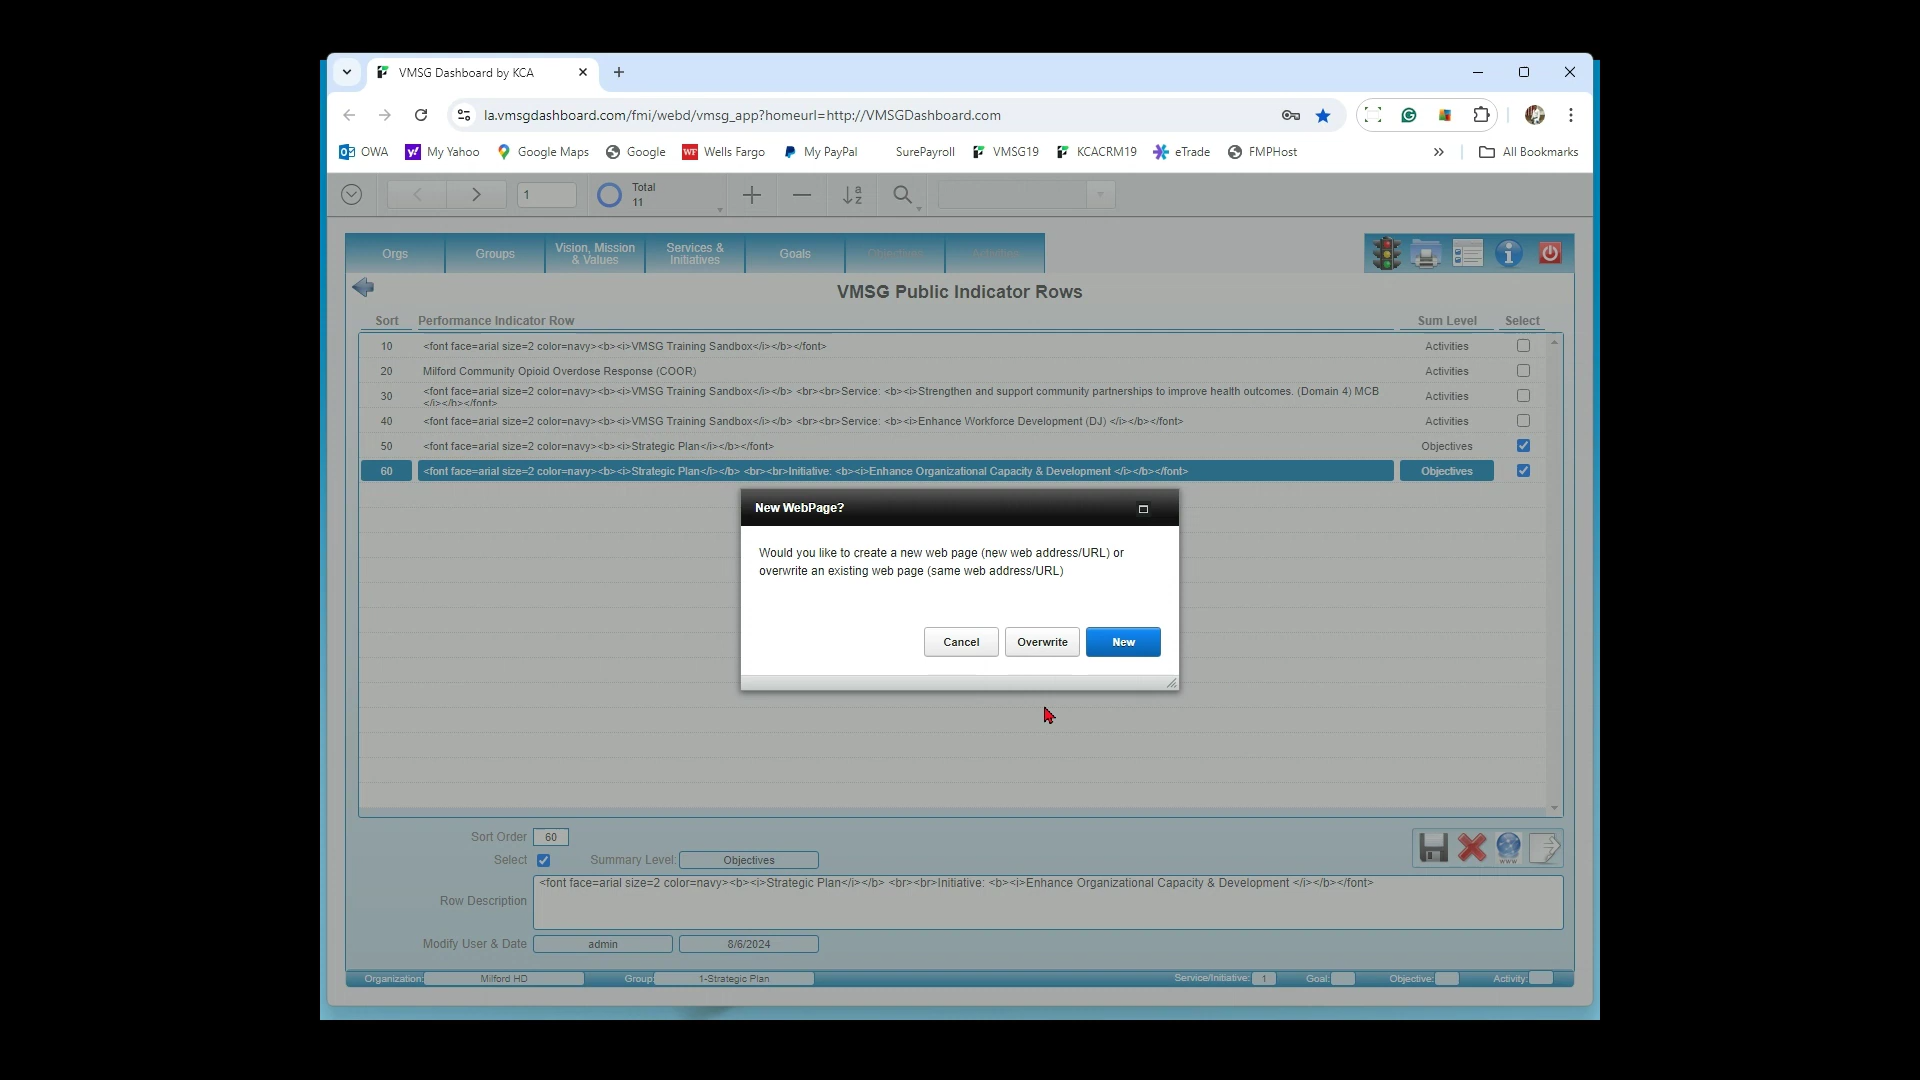 VMSG Dashboard by KCA
la.vmsgdashboard.com/fmi/webd/vmsg_app?homeurl=http://VMSGDashboard.com
OWA My Yahoo Google Maps Google Wells Fargo My PayPal SurePayroll VMSG19 KCACRM19 eTrade FMPHost » All Bookmarks
1 Total
11
Orgs Groups Vision, Mission & Values Services & Initiatives Goals Objectives Activities
VMSG Public Indicator Rows
Sort Performance Indicator Row Sum Level Select
10 <font face=arial size=2 color=navy><b><i>VMSG Training Sandbox</i></b></font> Activities
20 Milford Community Opioid Overdose Response (COOR) Activities
30 <font face=arial size=2 color=navy><b><i>VMSG Training Sandbox</i></b> <br><br>Service: <b><i>Strengthen and support community partnerships to improve health outcomes. (Domain 4) MCB Activities
</i></b></font>
40 <font face=arial size=2 color=navy><b><i>VMSG Training Sandbox</i></b> <br><br>Service: <b><i>Enhance Workforce Development (DJ) </i></b></font> Activities
50 <font face=arial size=2 color=navy><b><i>Strategic Plan</i></b></font> Objectives
60 <font face=arial size=2 color=navy><b><i>Strategic Plan</i></b> <br><br>Initiative: <b><i>Enhance Organizational Capacity & Development </i></b></font> Objectives
New WebPage?
Would you like to create a new web page (new web address/URL) or
overwrite an existing web page (same web address/URL)
Cancel Overwrite New
Sort Order 60
Select Summary Level: Objectives
Row Description <font face=arial size=2 color=navy><b><i>Strategic Plan</i></b> <br><br>Initiative: <b><i>Enhance Organizational Capacity & Development </i></b></font>
Modify User & Date admin 8/6/2024
Organization: Milford HD Group: 1-Strategic Plan Service/Initiative: 1 Goal: Objective: Activity: